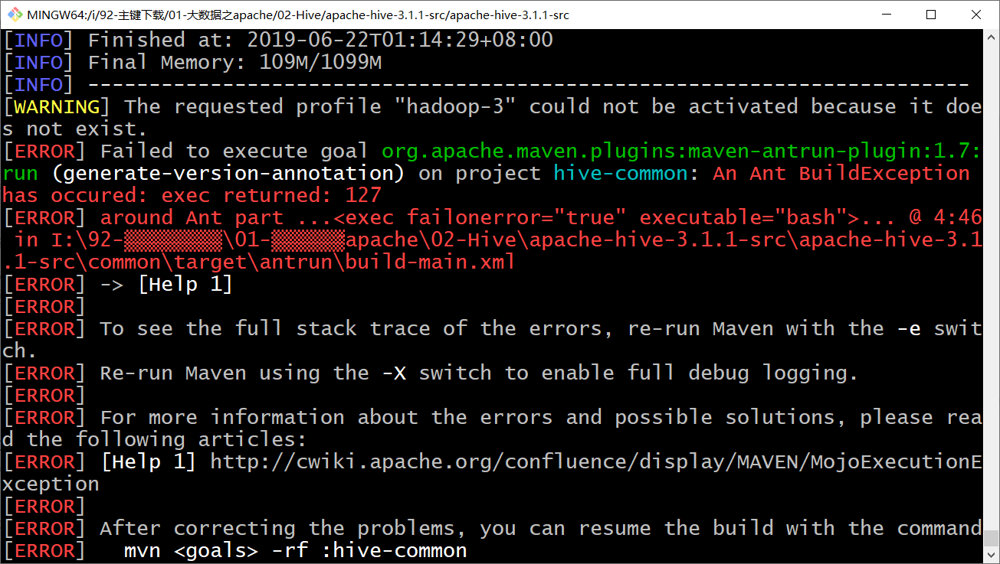 MINGW64:/i/92-主键下载/01-大数据之apache/02-Hive/apache-hive-3.1.1-src/apache-hive-3.1.1-src
[INFO] Finished at: 2019-06-22T01:14:29+08:00
[INFO] Final Memory: 109M/1099M
[INFO] ------------------------------------------------------------------------
[WARNING] The requested profile "hadoop-3" could not be activated because it doe
s not exist.
[ERROR] Failed to execute goal org.apache.maven.plugins:maven-antrun-plugin:1.7:
run (generate-version-annotation) on project hive-common: An Ant BuildException
has occured: exec returned: 127
[ERROR] around Ant part ...<exec failonerror="true" executable="bash">... @ 4:46
 in I:\92-▒▒▒▒▒▒▒▒\01-▒▒▒▒▒▒apache\02-Hive\apache-hive-3.1.1-src\apache-hive-3.1
.1-src\common\target\antrun\build-main.xml
[ERROR] -> [Help 1]
[ERROR]
[ERROR] To see the full stack trace of the errors, re-run Maven with the -e swit
ch.
[ERROR] Re-run Maven using the -X switch to enable full debug logging.
[ERROR]
[ERROR] For more information about the errors and possible solutions, please rea
d the following articles:
[ERROR] [Help 1] http://cwiki.apache.org/confluence/display/MAVEN/MojoExecutionE
xception
[ERROR]
[ERROR] After correcting the problems, you can resume the build with the command
[ERROR]   mvn <goals> -rf :hive-common